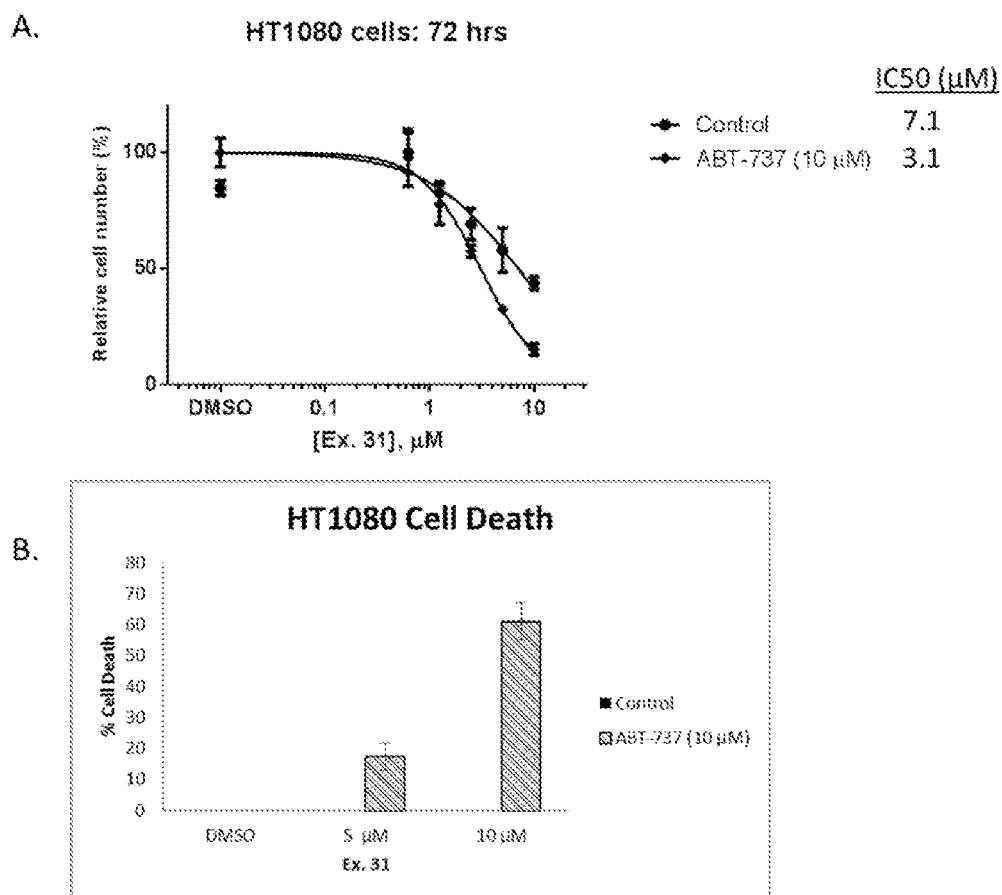 A.
HT1080 cells: 72 hrs
IC50 (µM)
Control 7.1
ABT-737 (10 µM) 3.1
Relative cell number (%)
100
50
0
DMSO 0.1 1 10
[Ex. 31], µM
B.
HT1080 Cell Death
% Cell Death
80
70
60
50
40
30
20
10
0
Control
ABT-737 (10 µM)
DMSO 5 µM 10 µM
Ex. 31